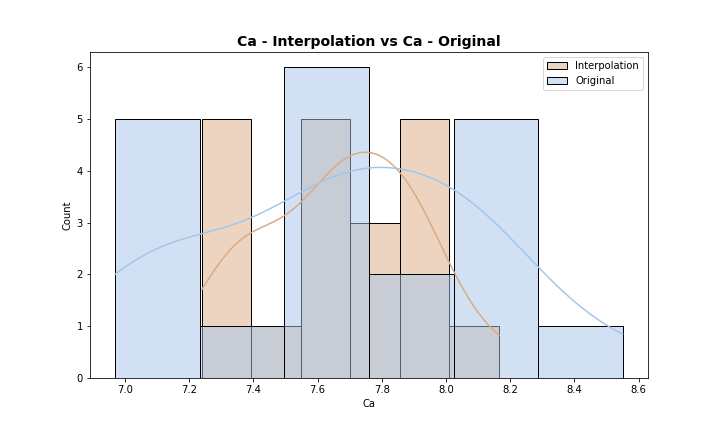 Ca - Interpolation vs Ca - Original
Interpolation
Original
Count
6
5
4
3
2
1
0
7.0 7.2 7.4 7.6 7.8 8.0 8.2 8.4 8.6
Ca